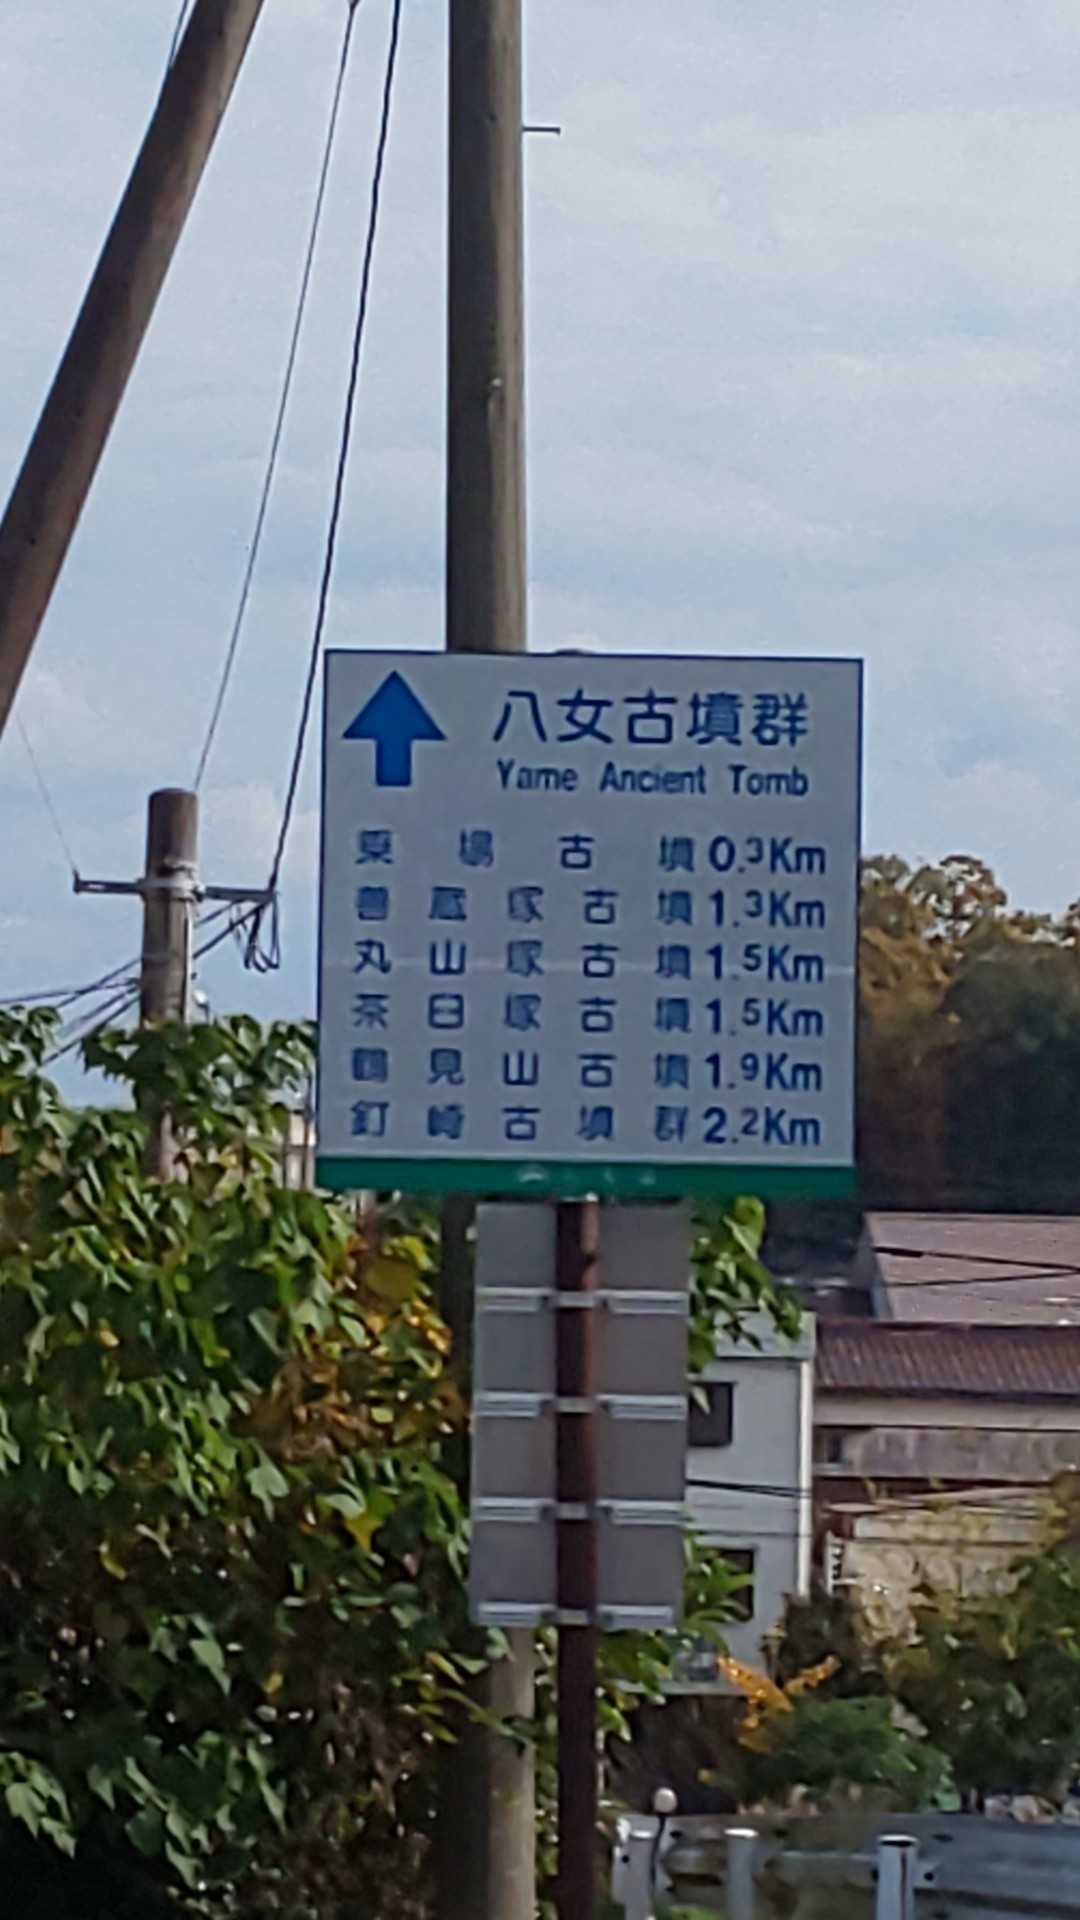 八女古墳群
Yame Ancient Tomb
乗場古墳 0.3Km
善蔵塚古墳 1.3Km
丸山塚古墳 1.5Km
茶臼塚古墳 1.5Km
鶴見山古墳 1.9Km
釘崎古墳群 2.2Km